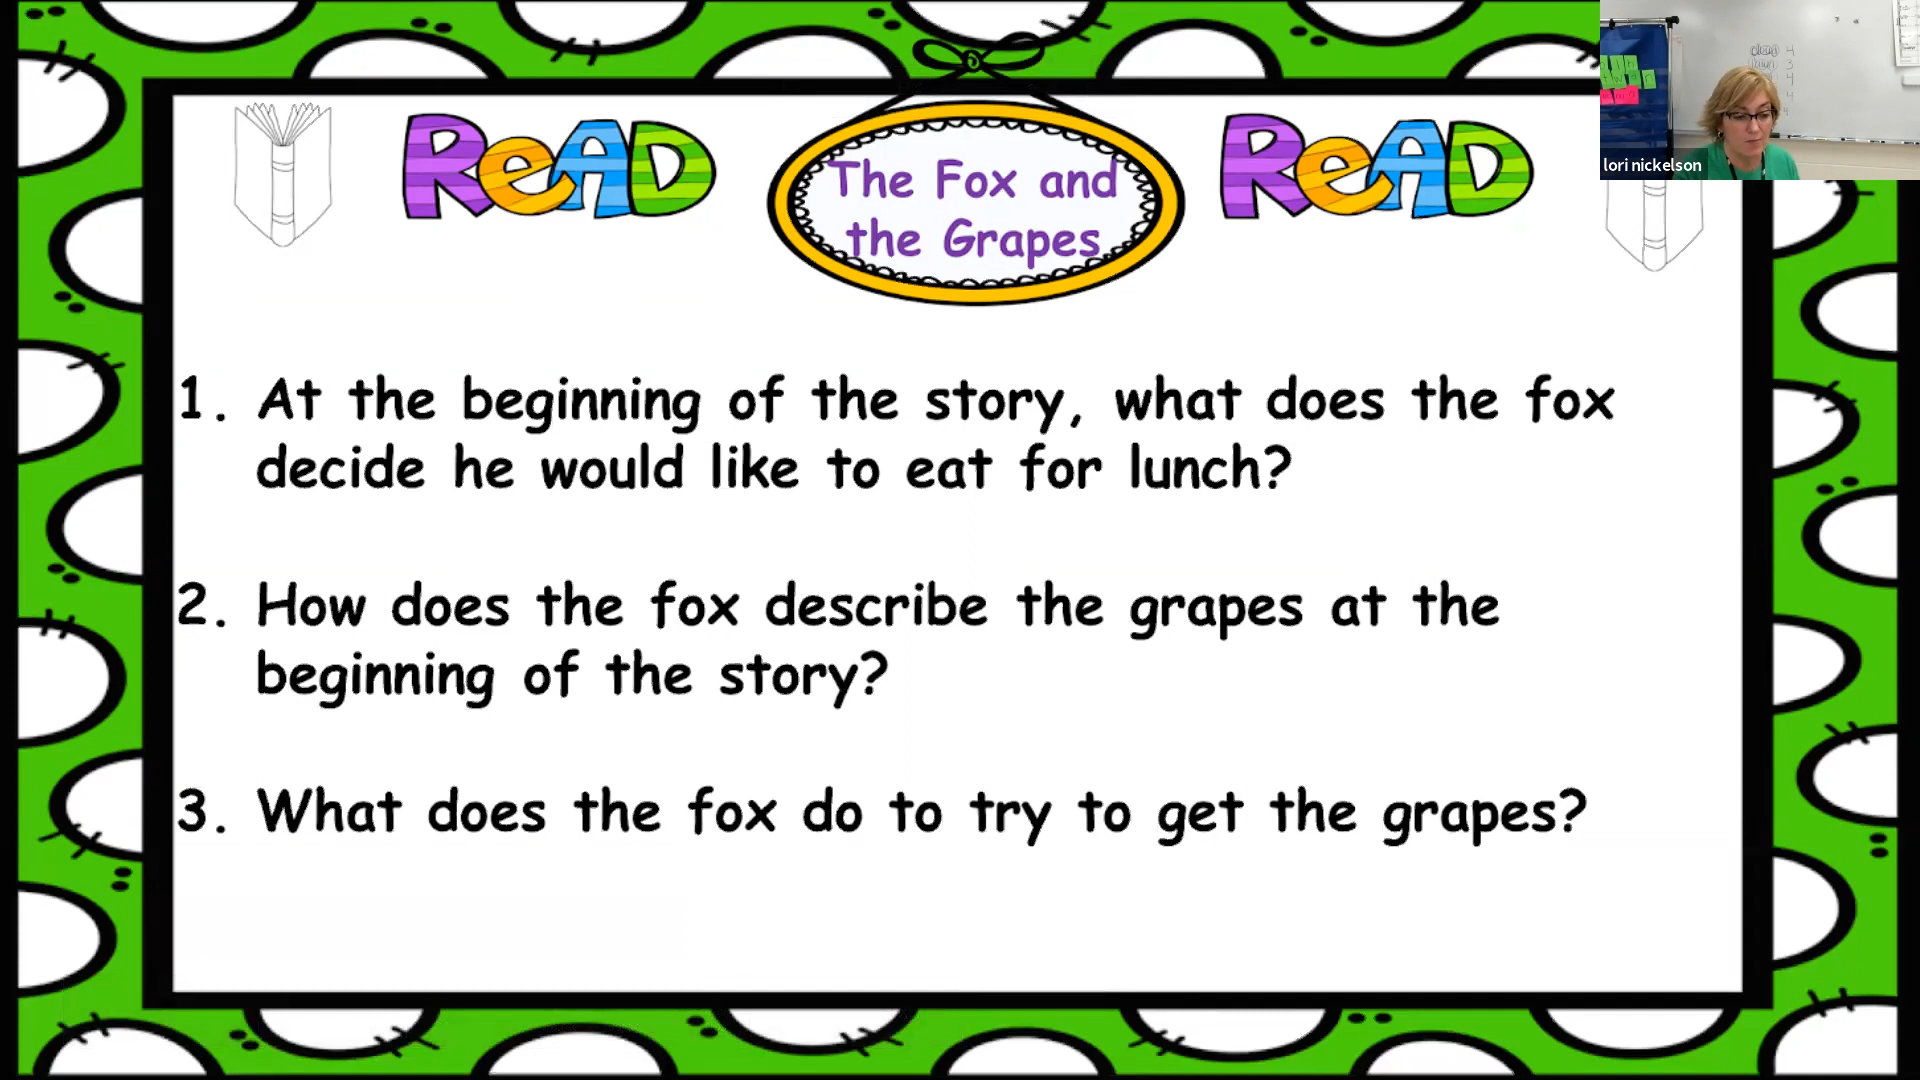 READ
The Fox and
the Grapes
READ
lori nickelson
1. At the beginning of the story, what does the fox
decide he would like to eat for lunch?
2. How does the fox describe the grapes at the
beginning of the story?
3. What does the fox do to try to get the grapes?